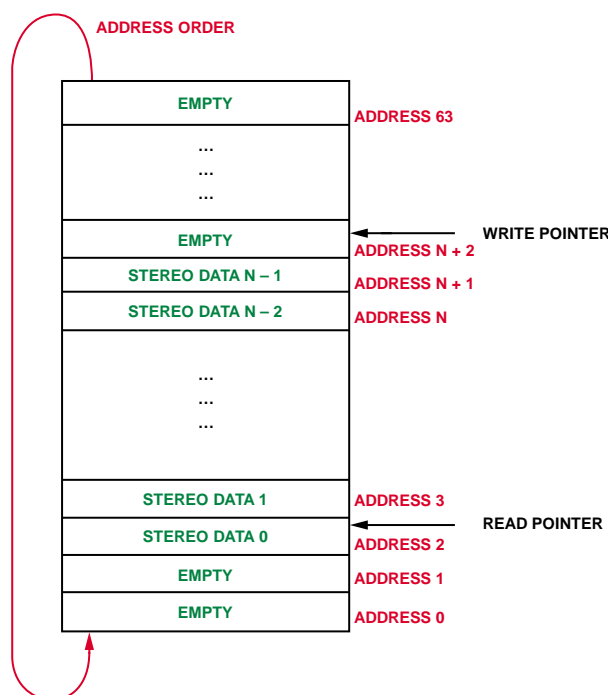 ADDRESS ORDER
EMPTY
ADDRESS 63
...
...
...
EMPTY
WRITE POINTER
ADDRESS N + 2
STEREO DATA N – 1
ADDRESS N + 1
STEREO DATA N – 2
ADDRESS N
...
...
...
STEREO DATA 1
ADDRESS 3
READ POINTER
STEREO DATA 0
ADDRESS 2
EMPTY
ADDRESS 1
EMPTY
ADDRESS 0